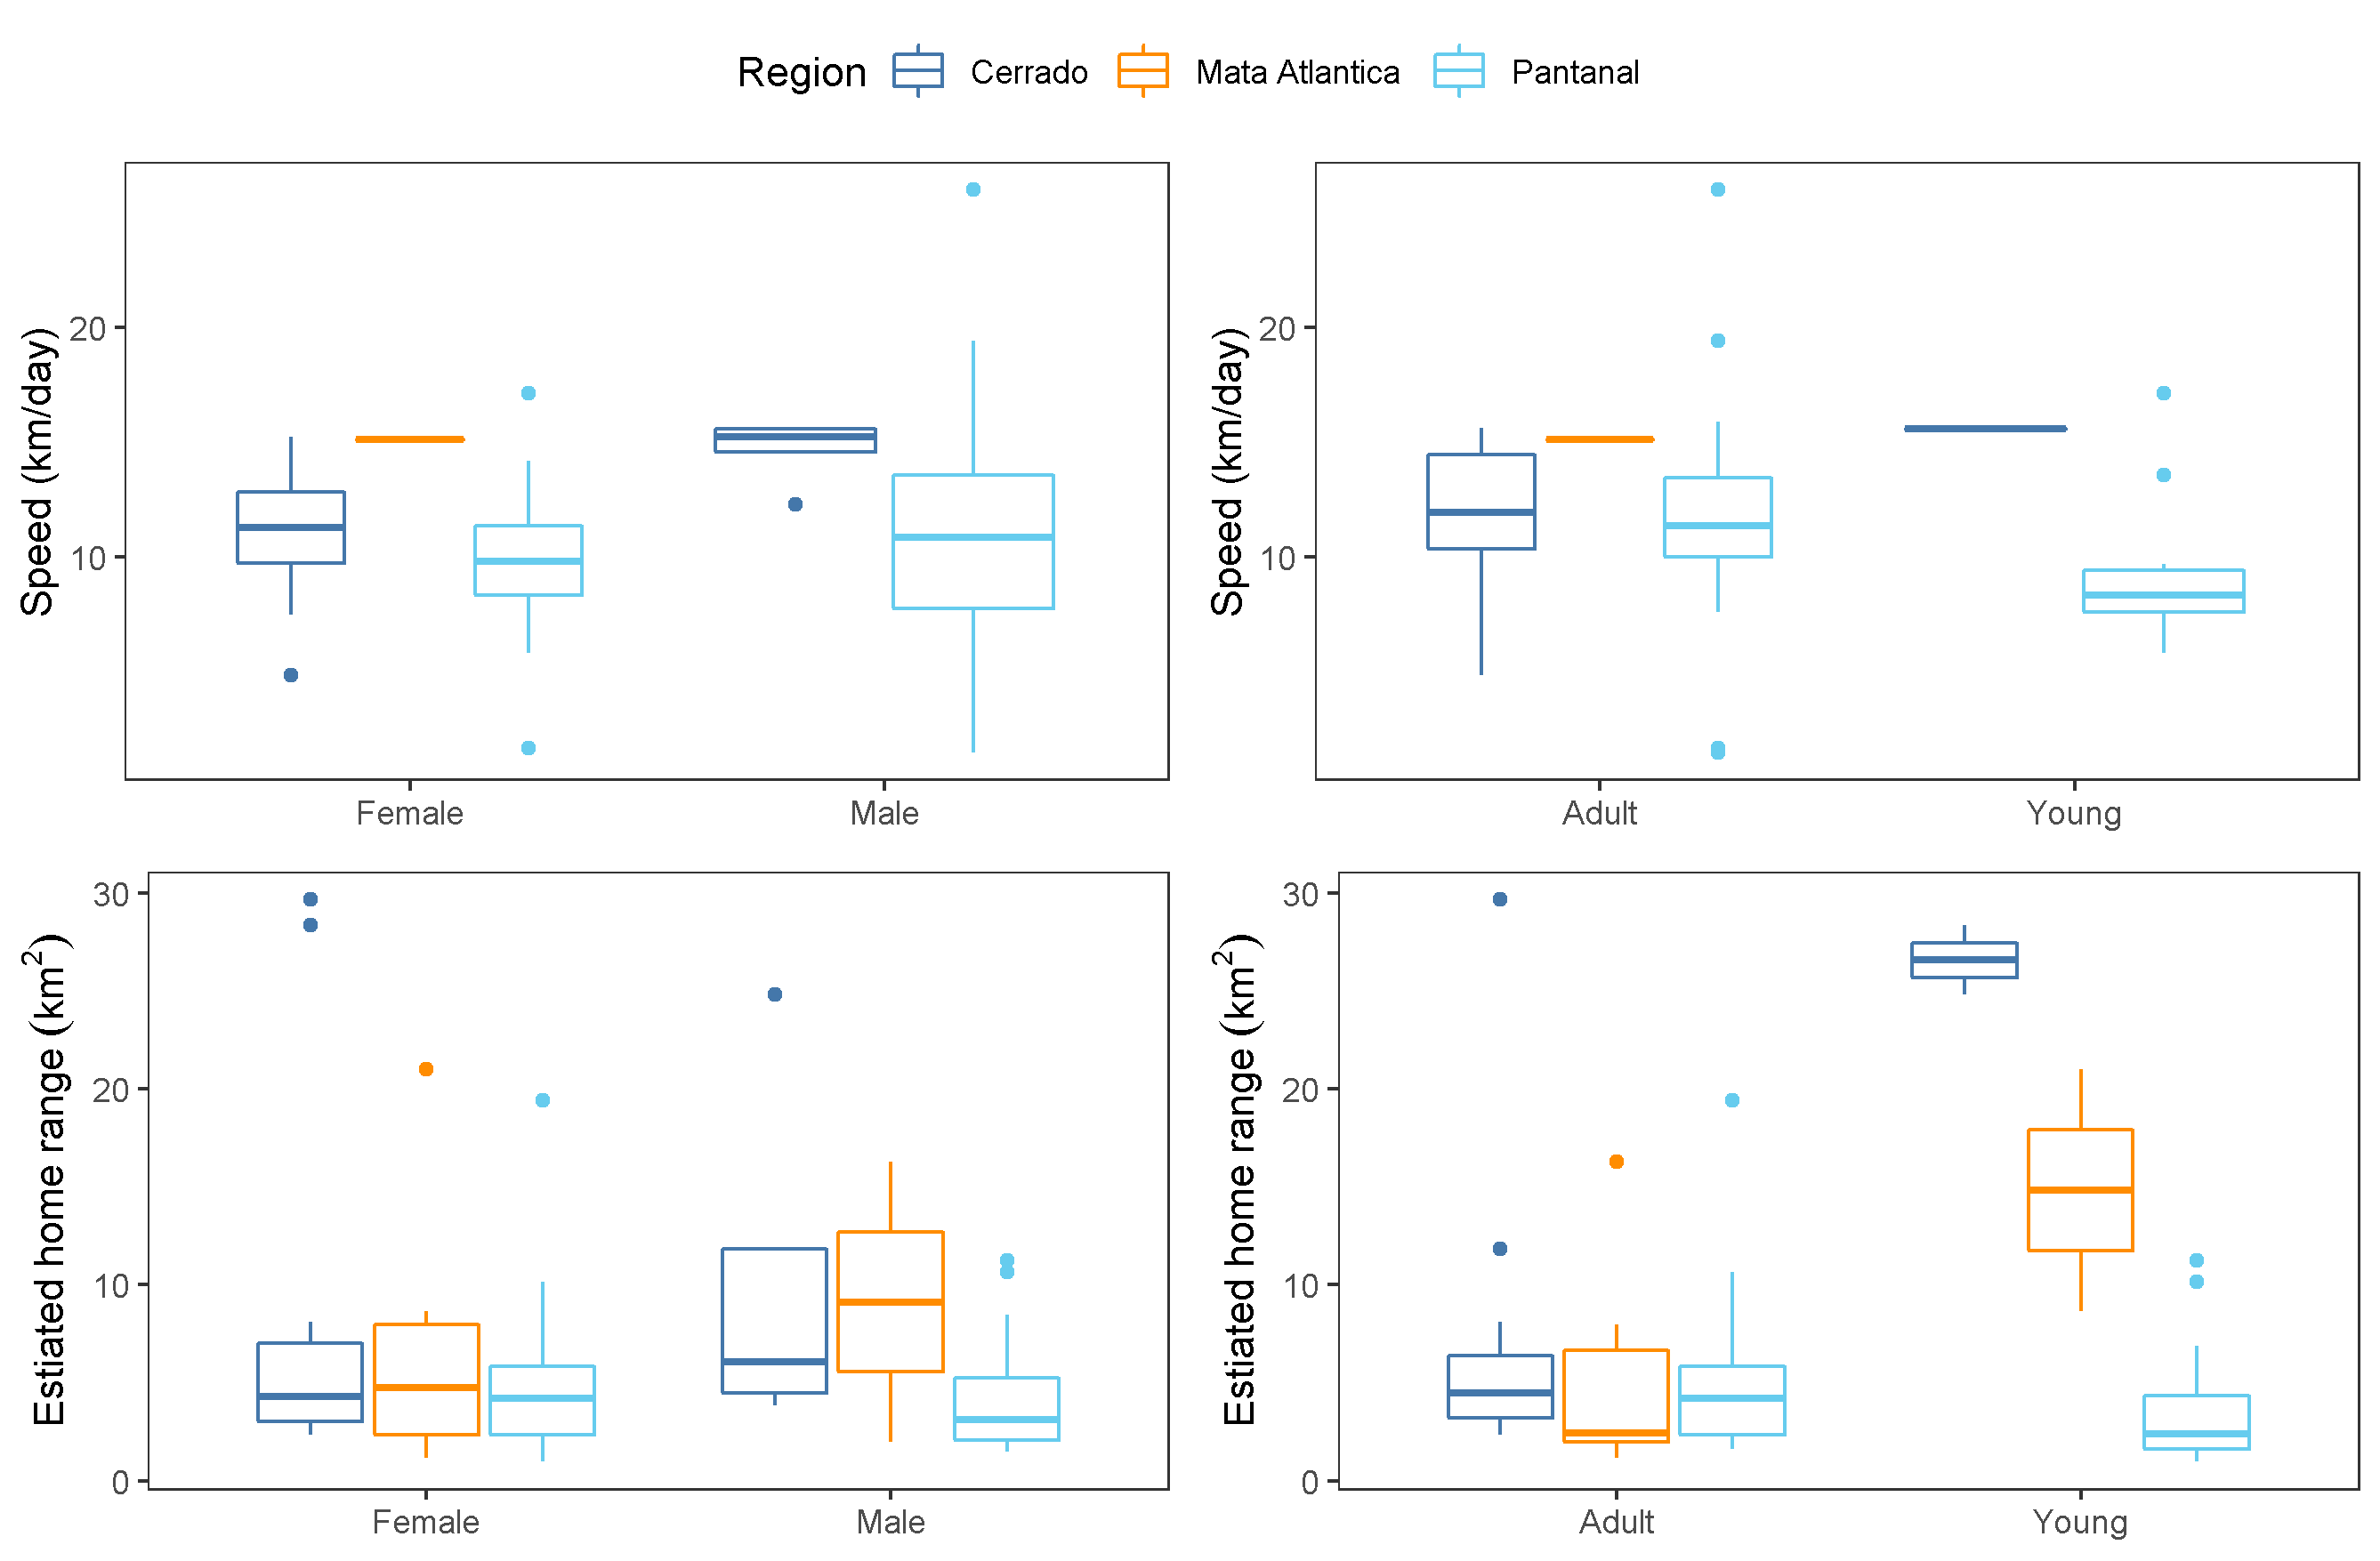 Region Cerrado Mata Atlantica Pantanal
Speed (km/day)
20
10
Female Male
Speed (km/day)
20
10
Adult Young
Estiated home range (km²)
30
20
10
0
Female Male
Estiated home range (km²)
30
20
10
0
Adult Young